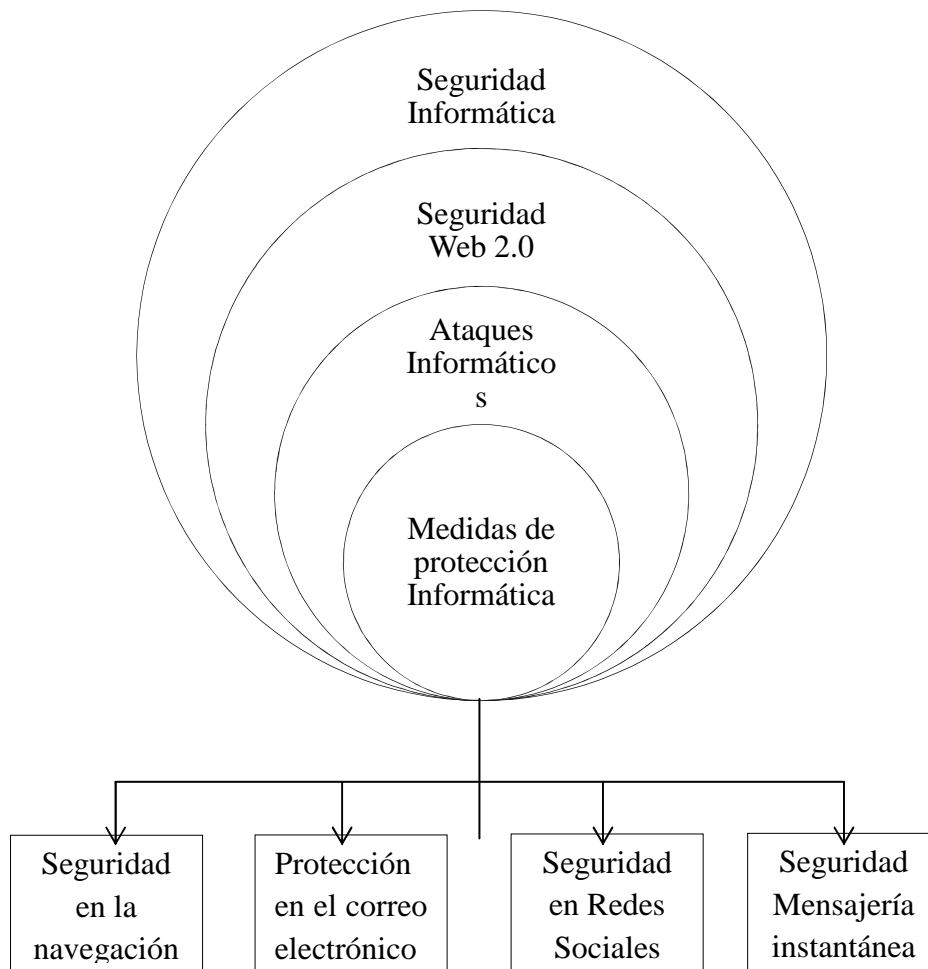 Seguridad
Informática
Seguridad
Web 2.0
Ataques
Informático
s
Medidas de
protección
Informática
Seguridad
en la
navegación
Protección
en el correo
electrónico
Seguridad
en Redes
Sociales
Seguridad
Mensajería
instantánea